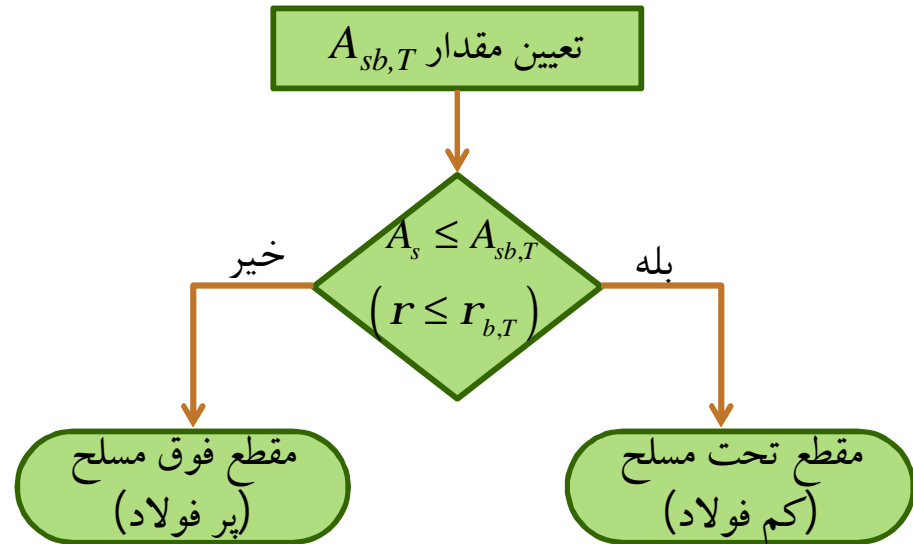 تعیین مقدار A_{sb,T}
A_s ≤ A_{sb,T}
(r ≤ r_{b,T})
بله
خیر
مقطع تحت مسلح
(کم فولاد)
مقطع فوق مسلح
(پر فولاد)